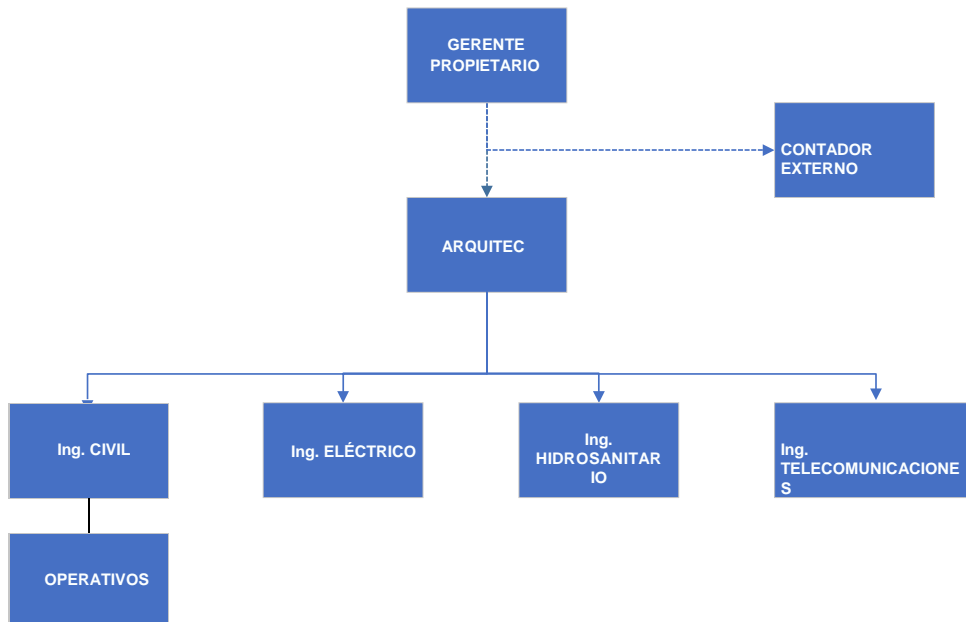 GERENTE
PROPIETARIO
CONTADOR
EXTERNO
ARQUITEC
Ing. CIVIL
Ing. ELÉCTRICO
Ing.
HIDROSANITAR
IO
Ing.
TELECOMUNICACIONE
S
OPERATIVOS